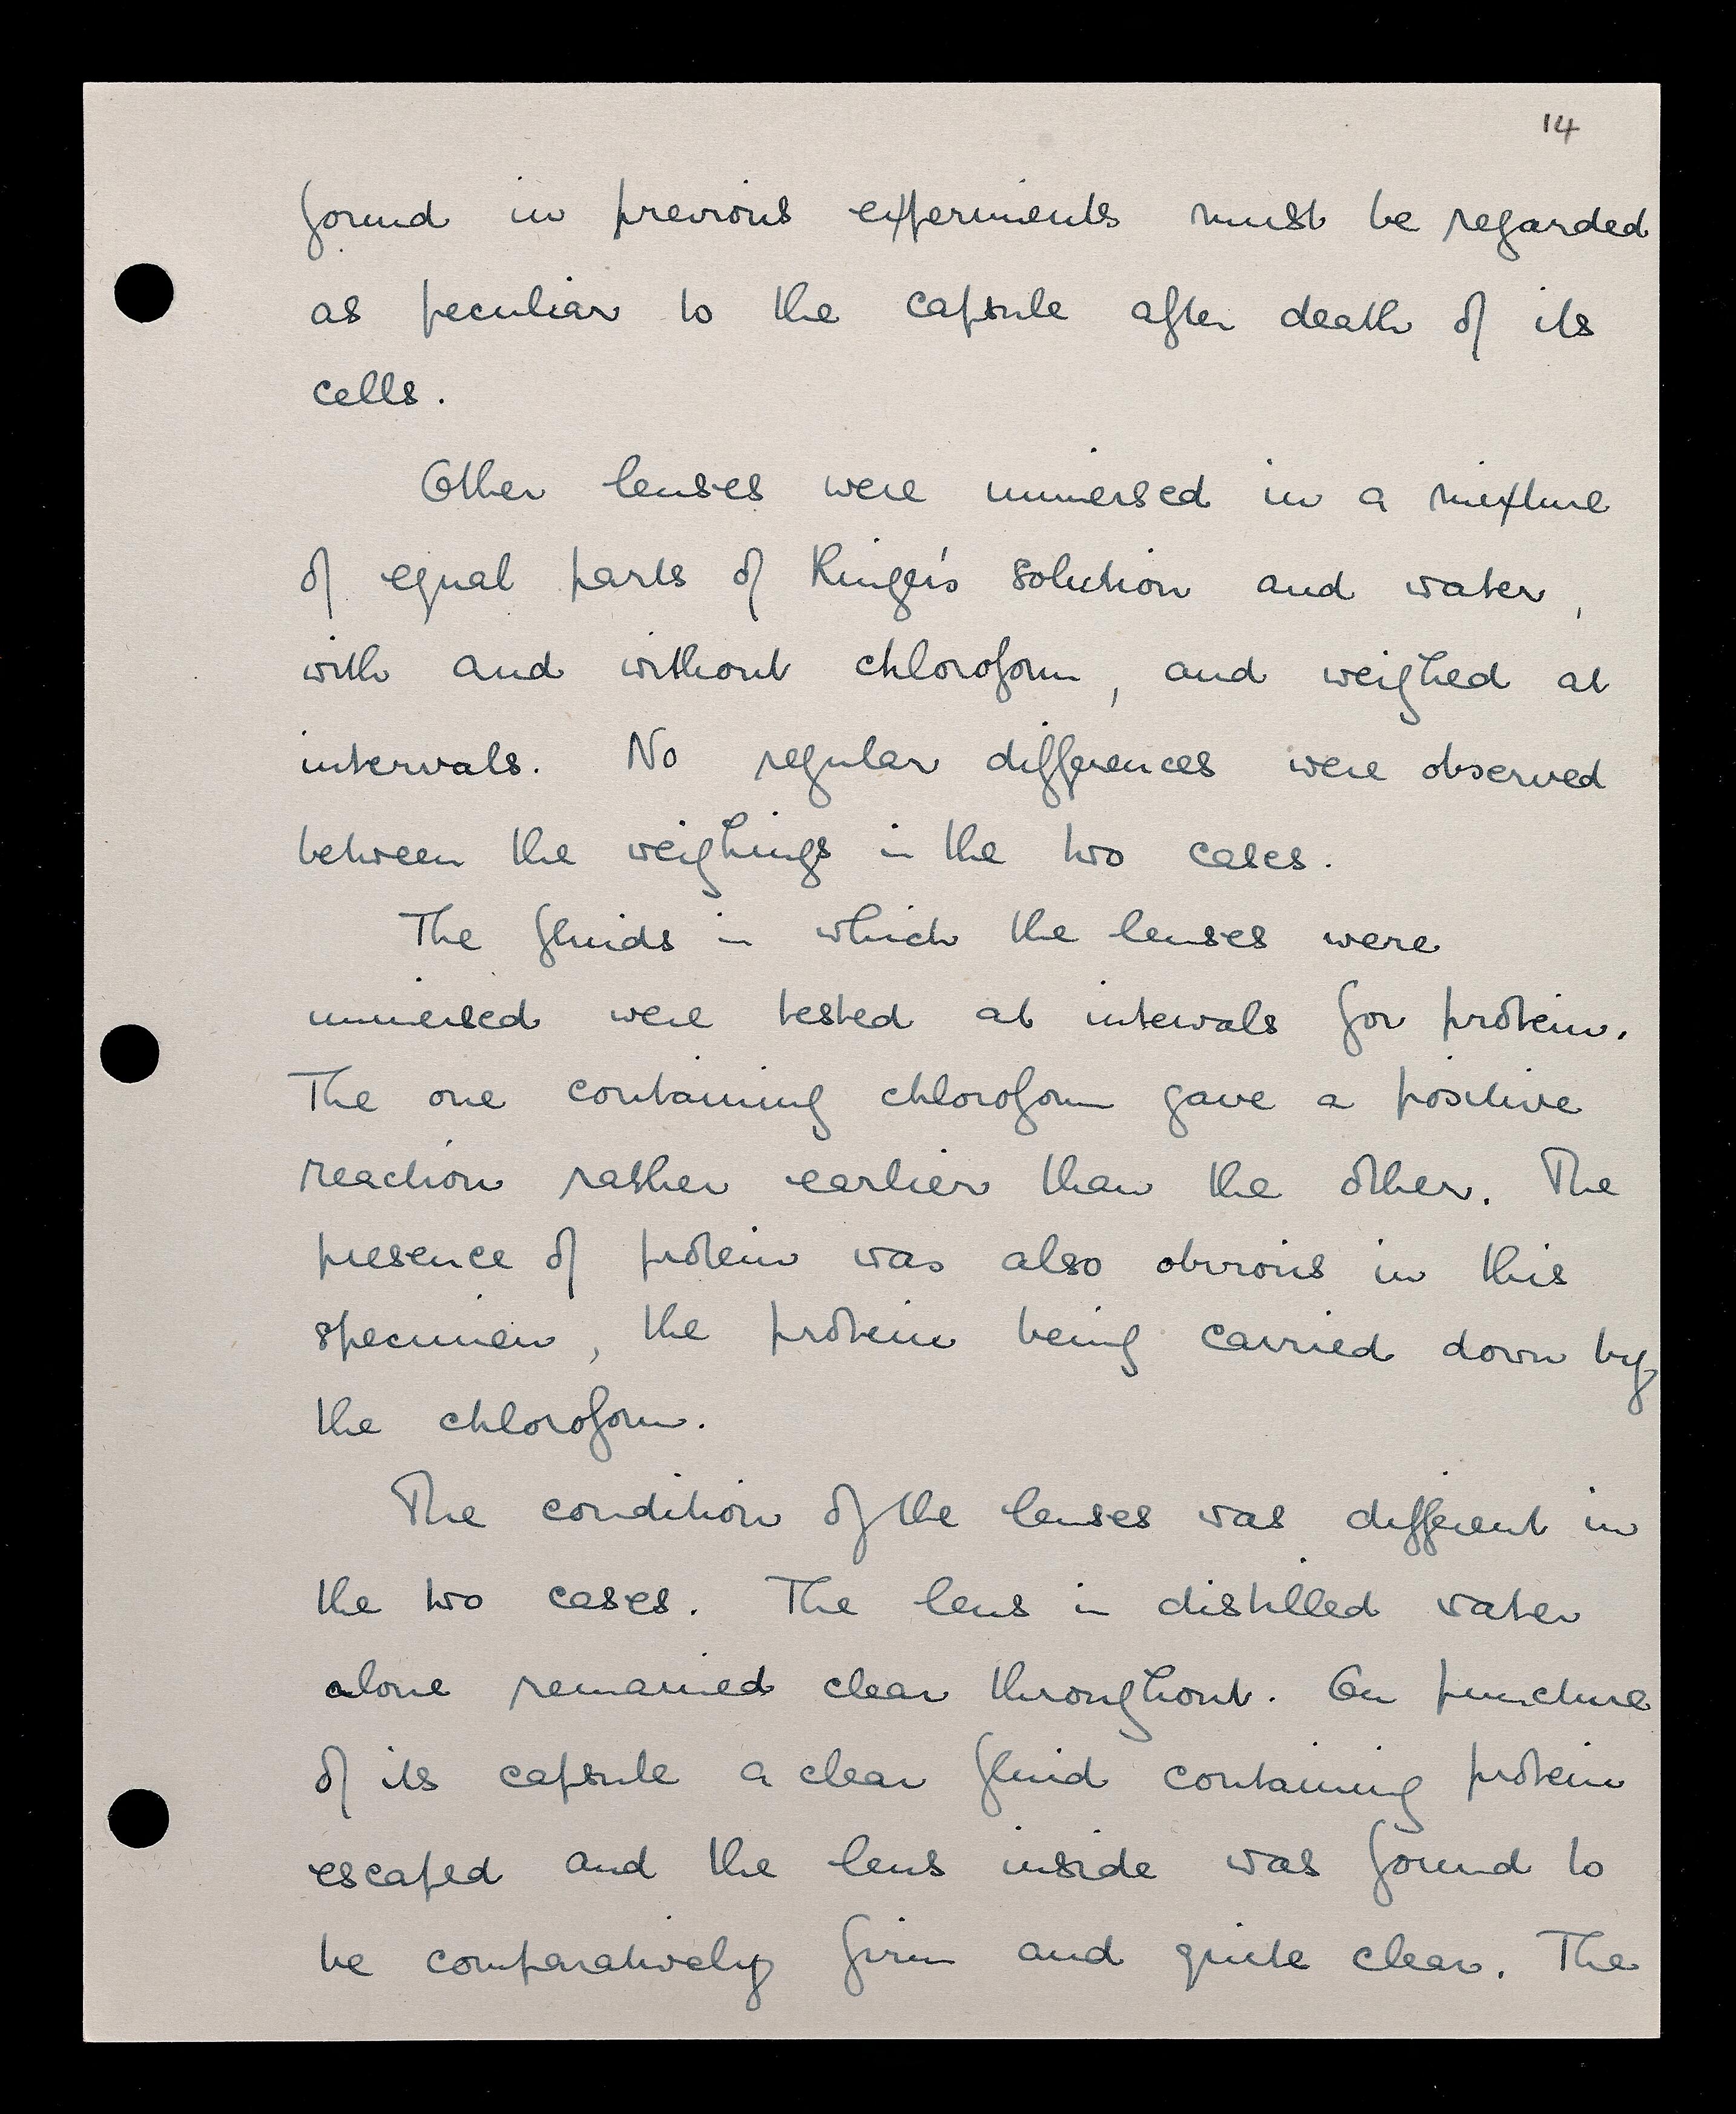 14
found in previous experiments must be regarded
as peculiar to the capsule after death of its
cells.
Other lenses were immersed in a mixture
of equal parts of Ringer's solution and water,
with and without chloroform, and weighed at
intervals. No regular differences were observed
between the weighings in the two cases.
The fluids in which the lenses were
immersed were tested at intervals for protein.
The one containing chloroform gave a positive
reaction rather earlier than the other. The
presence of protein was also obvious in this
specimen, the protein being carried down by
the chloroform.
The condition of the lenses was different in
the two cases. The lens in distilled water
alone remained clear throughout. On puncture
of its capsule a clear fluid containing protein
escaped and the lens inside was found to
be comparatively firm and quite clear. The